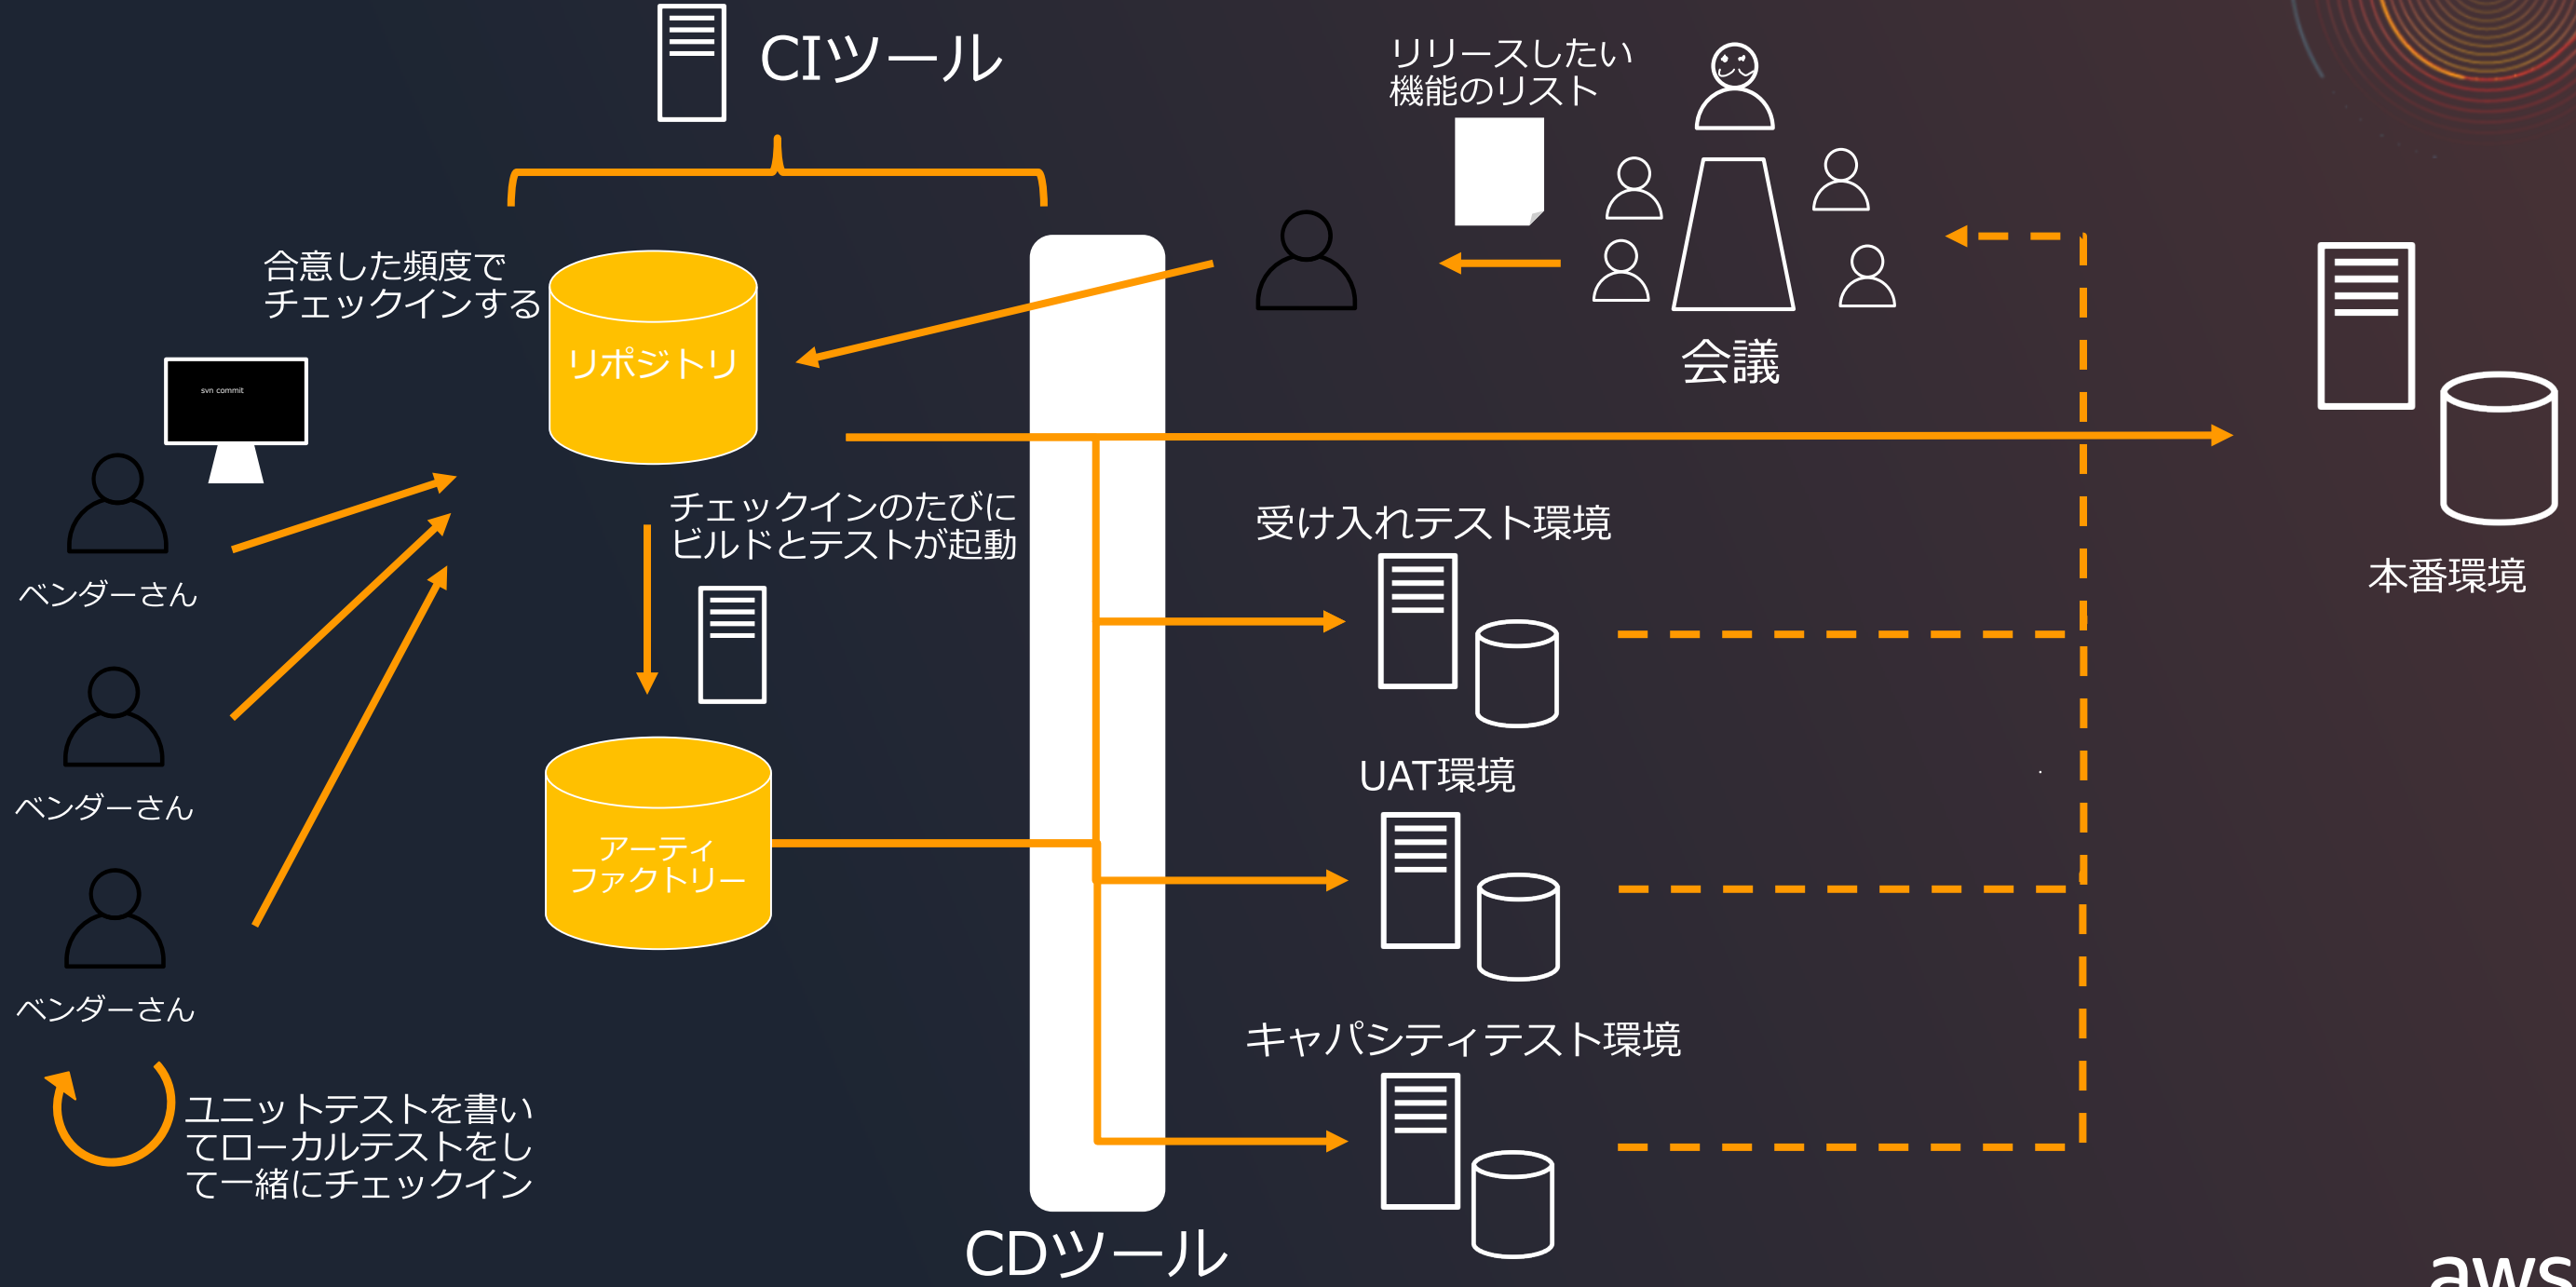 CIツール
リリースしたい
機能のリスト
合意した頻度で
チェックインする
リポジトリ
会議
svn commit
チェックインのたびに
ビルドとテストが起動
受け入れテスト環境
本番環境
ベンダーさん
UAT環境
ベンダーさん
アーティ
ファクトリー
ベンダーさん
キャパシティテスト環境
ユニットテストを書い
てローカルテストをし
て一緒にチェックイン
CDツール
aws